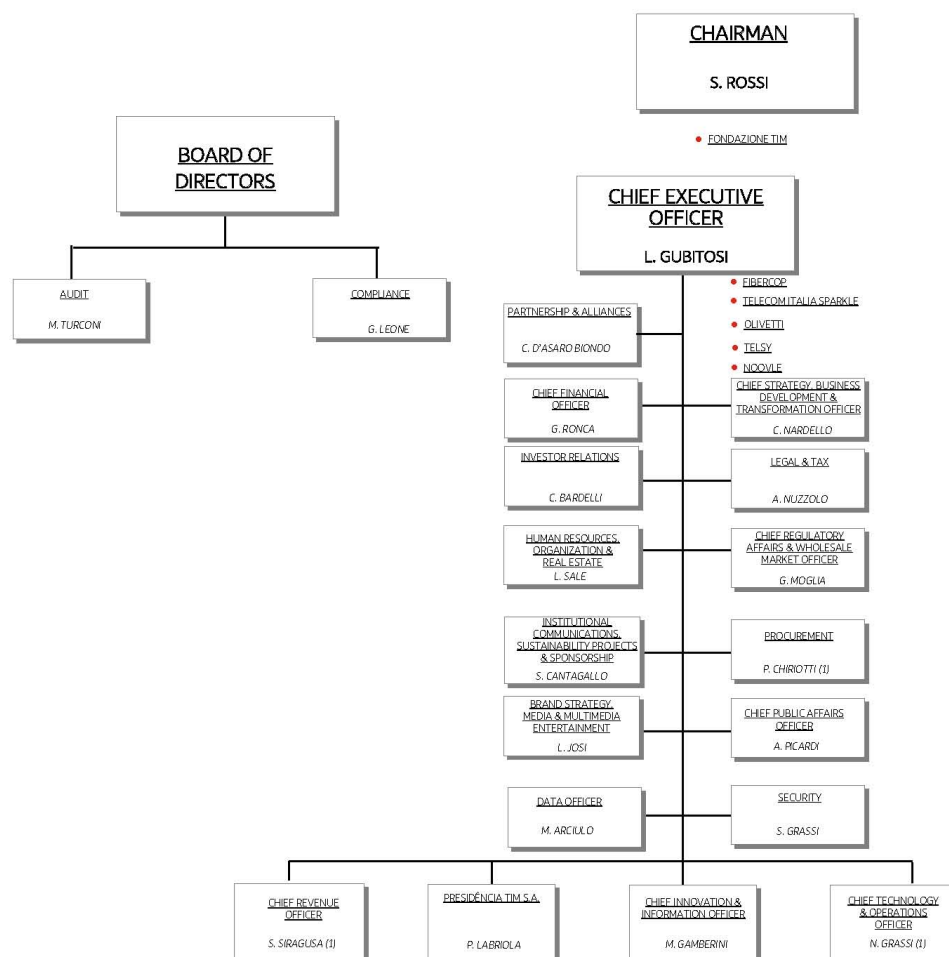 CHAIRMAN
S. ROSSI
FONDAZIONE TIM
BOARD OF
DIRECTORS
AUDIT
M. TURCONI
COMPLIANCE
G. LEONE
CHIEF EXECUTIVE
OFFICER
L. GUBITOSI
FIBERCOP
TELECOM ITALIA SPARKLE
OLIVETTI
TELSY
NOOVLE
PARTNERSHIP & ALLIANCES
C. D'ASARO BIONDO
CHIEF FINANCIAL
OFFICER
G. RONCA
CHIEF STRATEGY, BUSINESS
DEVELOPMENT &
TRANSFORMATION OFFICER
C. NARDELLO
INVESTOR RELATIONS
C. BARDELLI
LEGAL & TAX
A. NUZZOLO
HUMAN RESOURCES,
ORGANIZATION &
REAL ESTATE
L. SALE
CHIEF REGULATORY
AFFAIRS & WHOLESALE
MARKET OFFICER
G. MOGLIA
INSTITUTIONAL
COMMUNICATIONS,
SUSTAINABILITY PROJECTS
& SPONSORSHIP
S. CANTAGALLO
PROCUREMENT
P. CHIRIOTTI (1)
BRAND STRATEGY,
MEDIA & MULTIMEDIA
ENTERTAINMENT
L. JOSI
CHIEF PUBLIC AFFAIRS
OFFICER
A. PICARDI
DATA OFFICER
M. ARCIULO
SECURITY
S. GRASSI
CHIEF REVENUE
OFFICER
S. SIRAGUSA (1)
PRESIDÊNCIA TIM S.A.
P. LABRIOLA
CHIEF INNOVATION &
INFORMATION OFFICER
M. GAMBERINI
CHIEF TECHNOLOGY
& OPERATIONS
OFFICER
N. GRASSI (1)